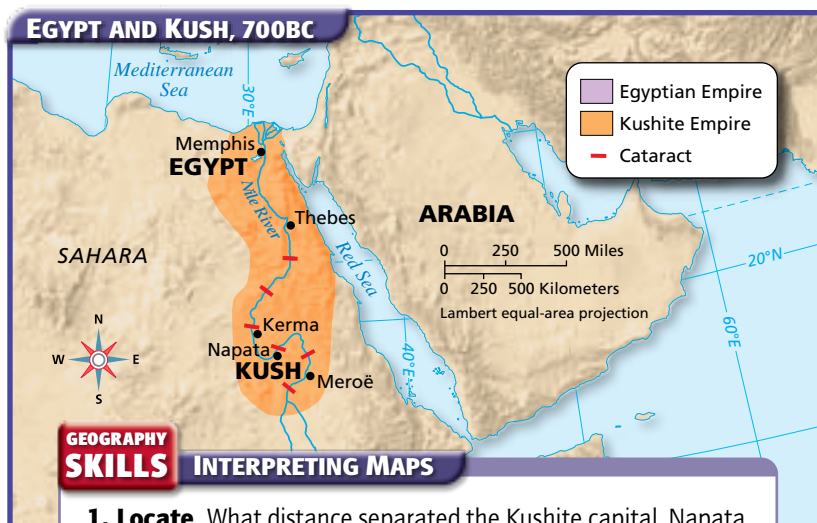 EGYPT AND KUSH, 700BC
Mediterranean
Sea
30°E
Egyptian Empire
Kushite Empire
Cataract
Memphis
EGYPT
Nile River
Thebes
ARABIA
SAHARA
Red Sea
0 250 500 Miles
0 250 500 Kilometers
Lambert equal-area projection
20°N
60°E
40°E
N
W E
S
Kerma
Napata
KUSH
Meroë
GEOGRAPHY
SKILLS INTERPRETING MAPS
1. Locate What distance separated the Kushite capital, Napata